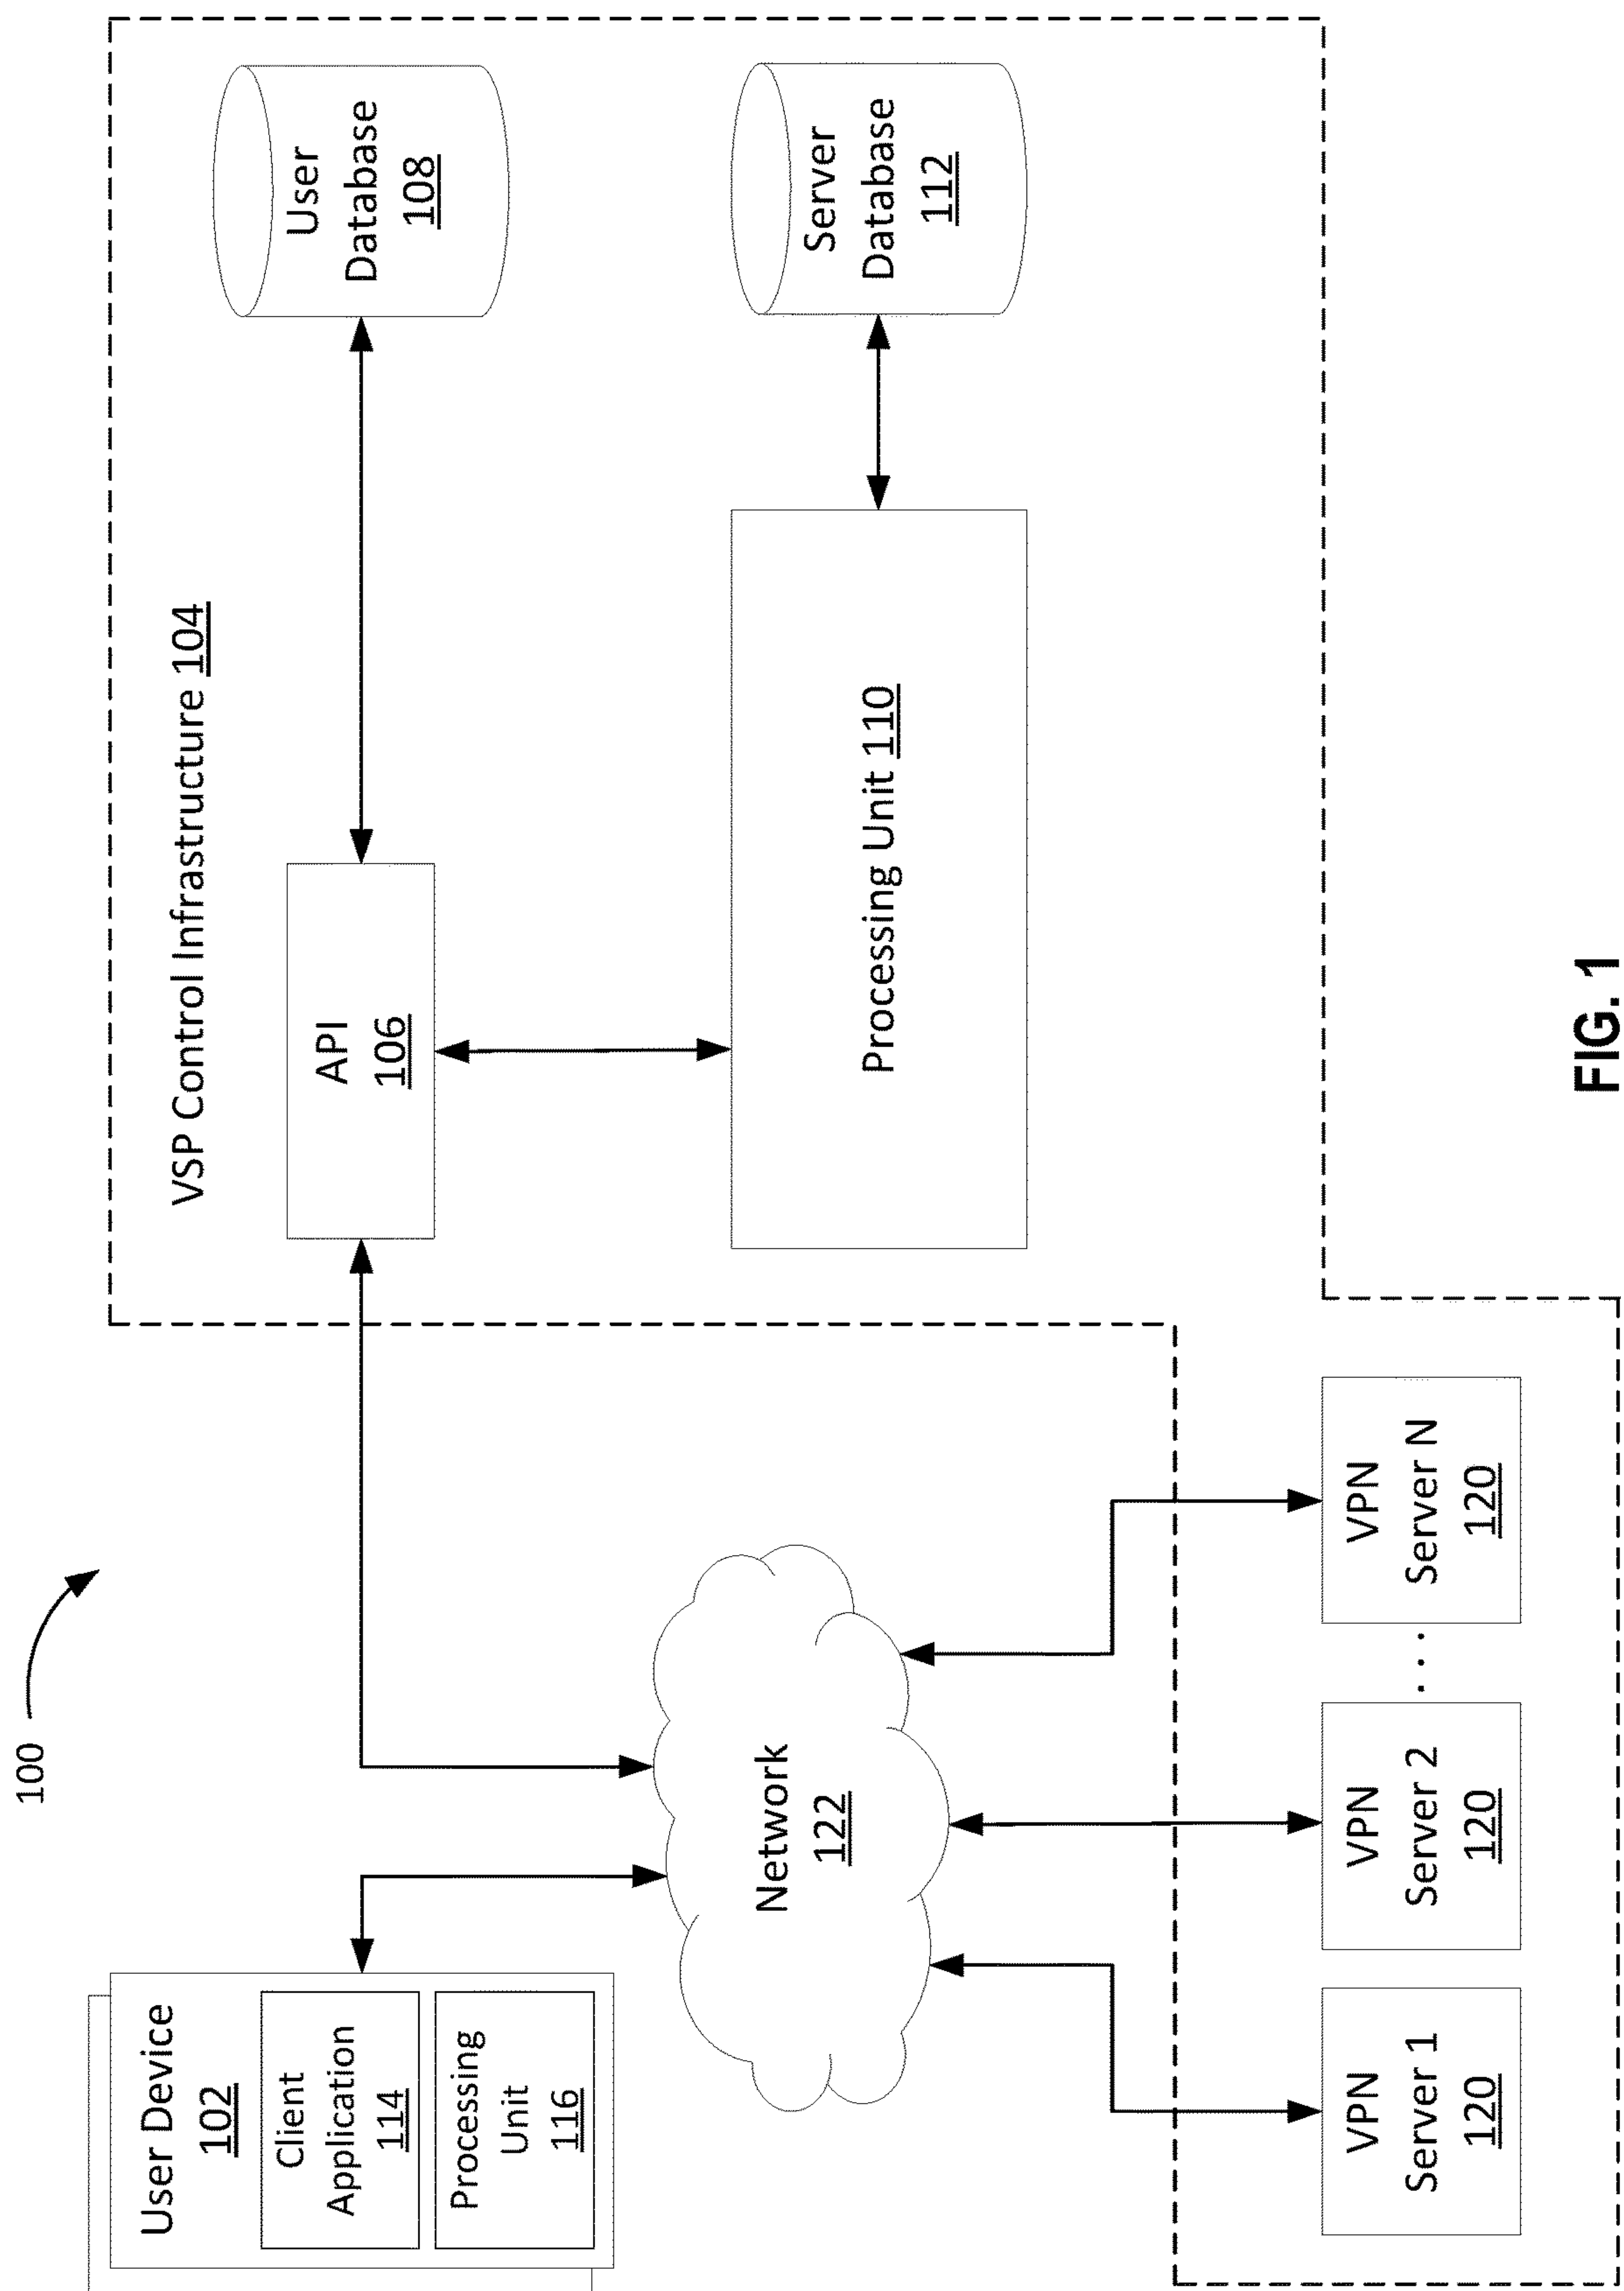 100
User Device
102
Client
Application
114
Processing
Unit
116
VSP Control Infrastructure 104
API
106
User
Database
108
Network
122
Processing Unit 110
Server
Database
112
VPN
Server 1
120
VPN
Server 2
120
. . .
VPN
Server N
120
FIG. 1